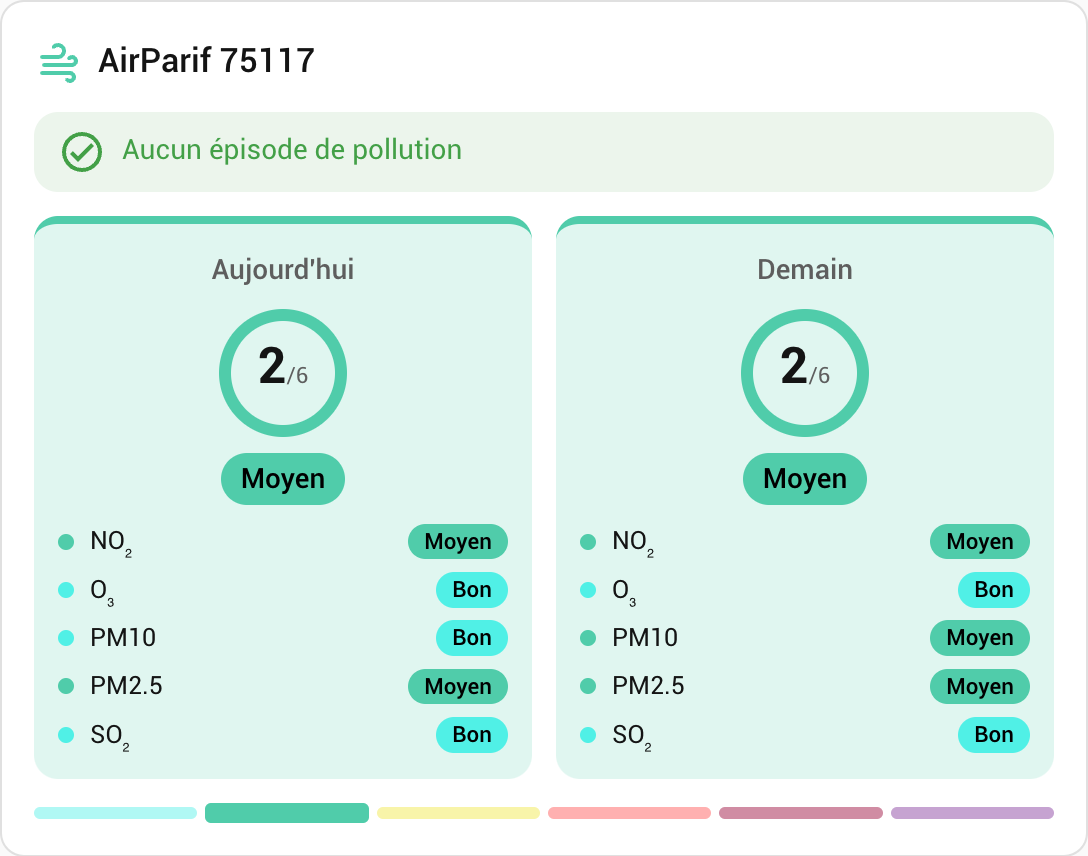 AirParif 75117
Aucun épisode de pollution
Aujourd'hui
2/6
Moyen
NO₂ Moyen
O₃ Bon
PM10 Bon
PM2.5 Moyen
SO₂ Bon
Demain
2/6
Moyen
NO₂ Moyen
O₃ Bon
PM10 Moyen
PM2.5 Moyen
SO₂ Bon